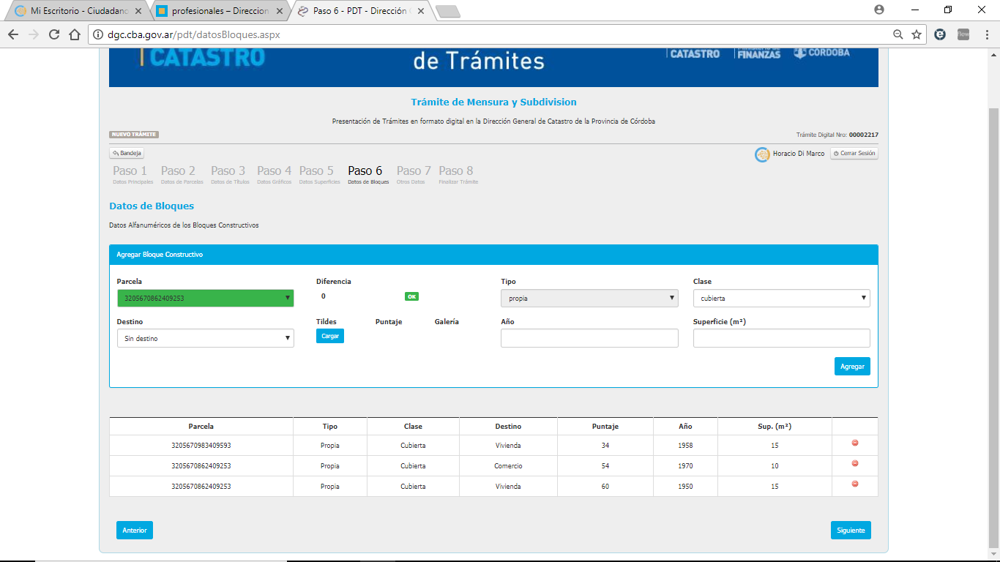 Mi Escritorio - Ciudadano
profesionales – Direccion
Paso 6 - PDT - Dirección
dgc.cba.gov.ar/pdt/datosBloques.aspx
CATASTRO
de Trámites
CATASTRO
FINANZAS
CÓRDOBA
Trámite de Mensura y Subdivision
Presentación de Trámites en formato digital en la Dirección General de Catastro de la Provincia de Córdoba
NUEVO TRÁMITE
Trámite Digital Nro: 00002217
Bandeja
Horacio Di Marco
Cerrar Sesión
Paso 1 Paso 2 Paso 3 Paso 4 Paso 5 Paso 6 Paso 7 Paso 8
Datos Principales Datos de Parcelas Datos de Títulos Datos Gráficos Datos Superficies Datos de Bloques Otros Datos Finalizar Trámite
Datos de Bloques
Datos Alfanuméricos de los Bloques Constructivos
Agregar Bloque Constructivo
Parcela Diferencia Tipo Clase
3205670862409253 0 OK propia cubierta
Destino Tildes Puntaje Galería Año Superficie (m²)
Sin destino Cargar
Agregar
Parcela Tipo Clase Destino Puntaje Año Sup. (m²)
3205670983409593 Propia Cubierta Vivienda 34 1958 15
3205670862409253 Propia Cubierta Comercio 54 1970 10
3205670862409253 Propia Cubierta Vivienda 60 1950 15
Anterior
Siguiente